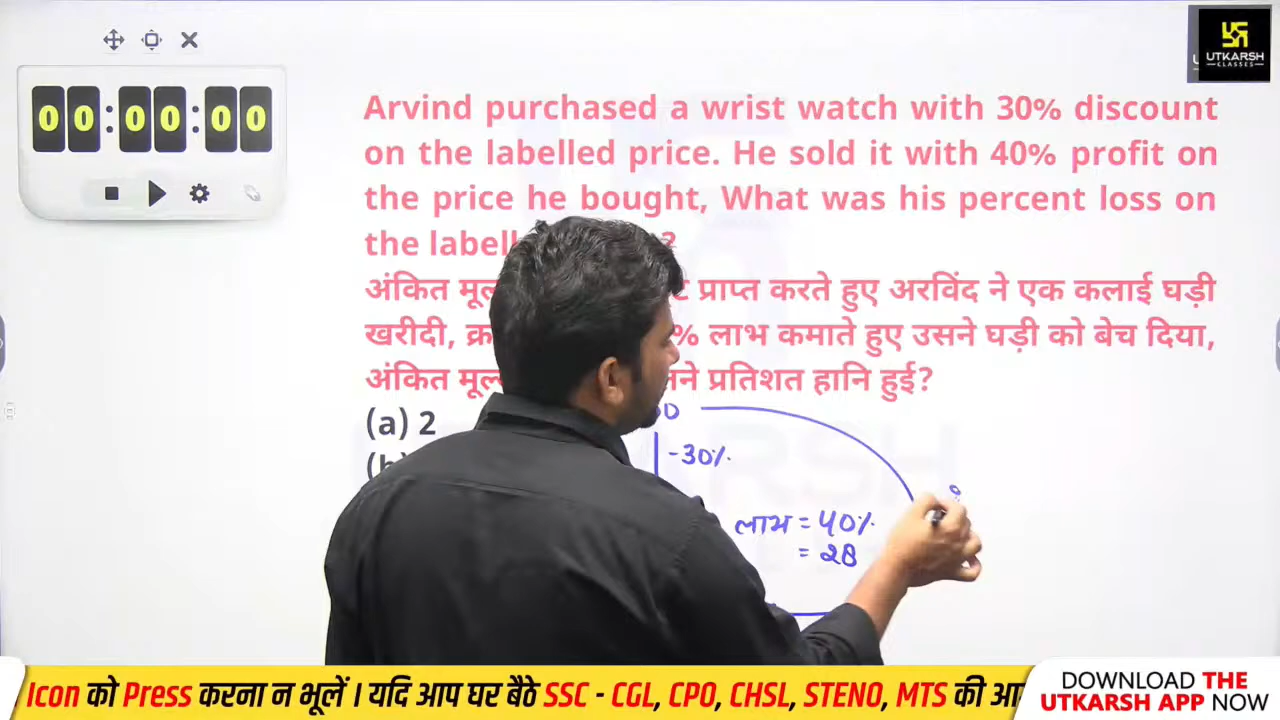 UTKARSH
CLASSES
00:00:00
Arvind purchased a wrist watch with 30% discount
on the labelled price. He sold it with 40% profit on
the price he bought, What was his percent loss on
the
अंकित प्राप्त करते हुए अरविंद ने एक कलाई घड़ी
खरीदी, % लाभ कमाते हुए उसने घड़ी को बेच दिया,
अंकित प्रतिशत हानि हुई?
(a) 2
-30%
लाभ = 40%
= 28
Icon को Press करना न भूलें । यदि आप घर बैठे SSC - CGL, CPO, CHSL, STENO, MTS की
DOWNLOAD THE
UTKARSH APP NOW